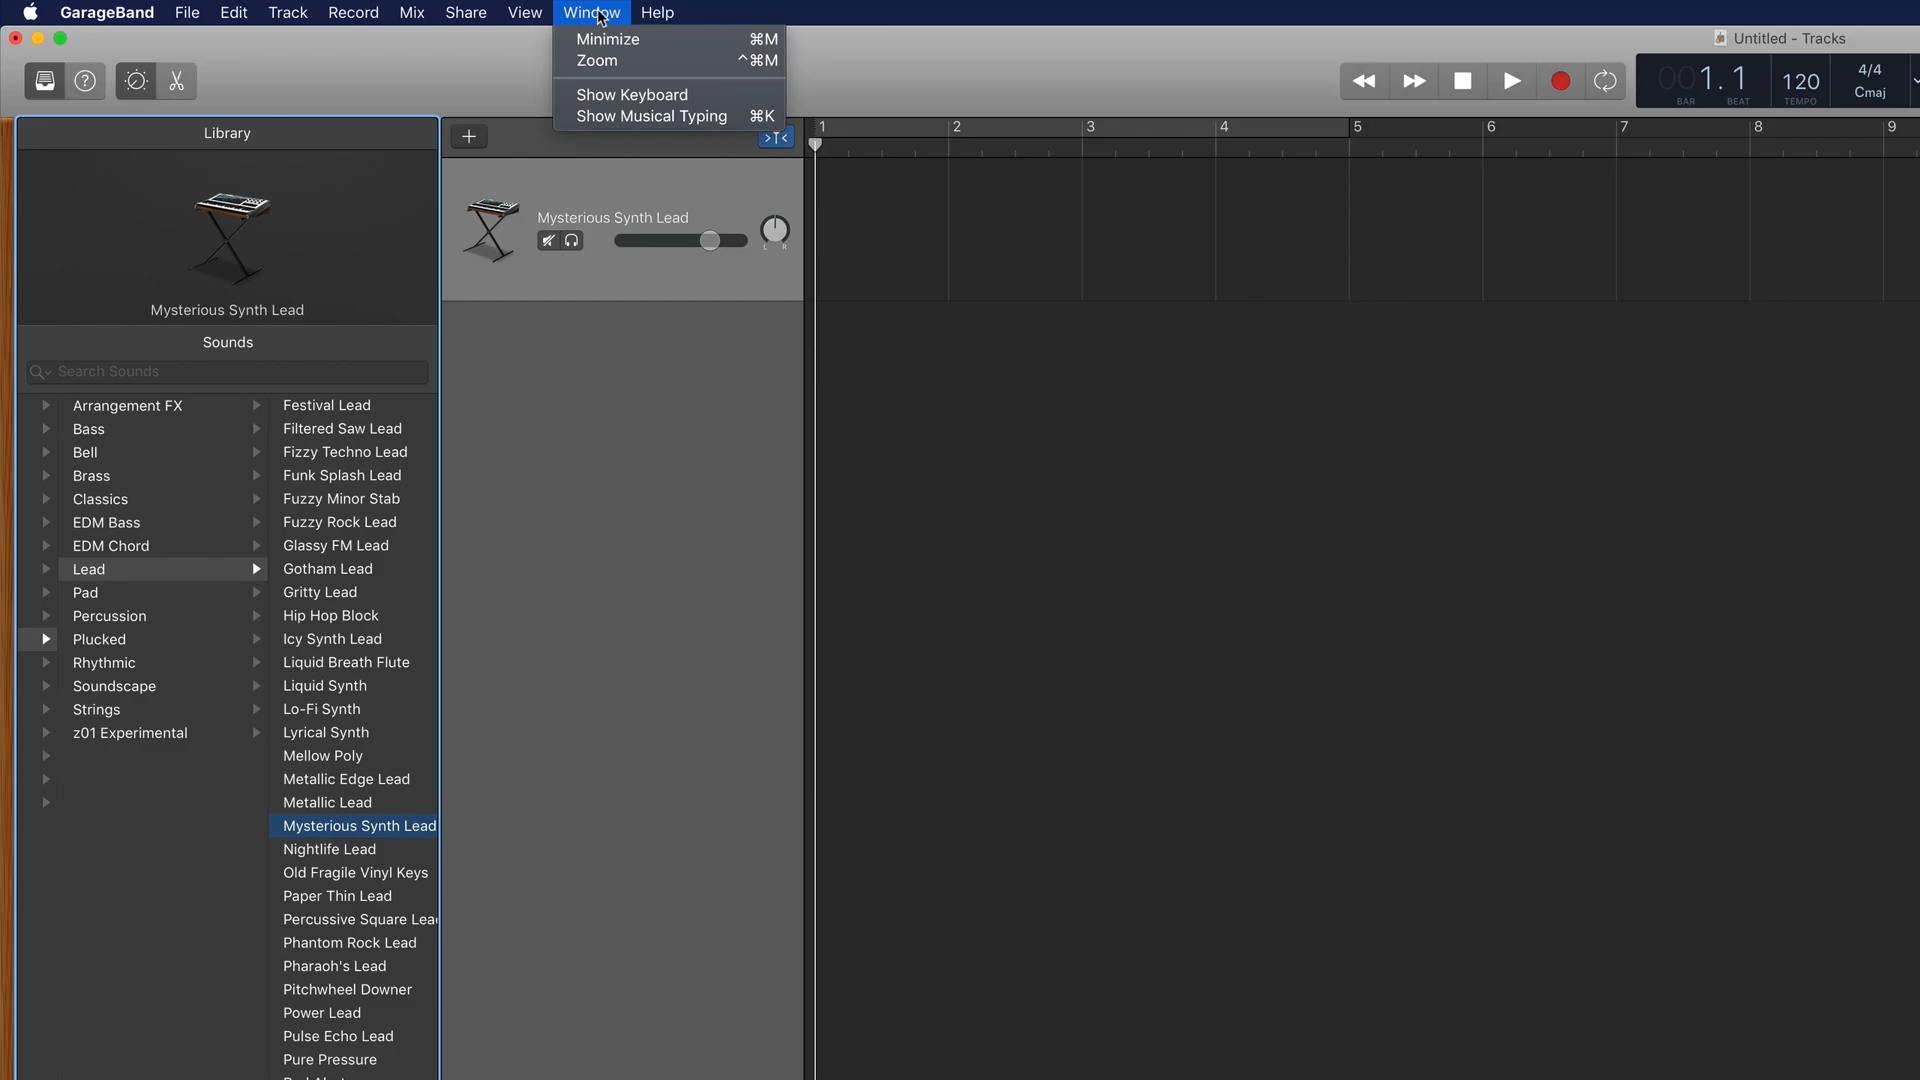 GarageBand File Edit Track Record Mix Share View Window Help
Minimize ⌘M
Zoom ^⌘M
Show Keyboard
Show Musical Typing ⌘K
Untitled - Tracks
001.1
BAR BEAT
120
TEMPO
4/4
Cmaj
Library
1 2 3 4 5 6 7 8 9
Mysterious Synth Lead
L R
Mysterious Synth Lead
Sounds
Search Sounds
Arrangement FX
Bass
Bell
Brass
Classics
EDM Bass
EDM Chord
Lead
Pad
Percussion
Plucked
Rhythmic
Soundscape
Strings
z01 Experimental
Festival Lead
Filtered Saw Lead
Fizzy Techno Lead
Funk Splash Lead
Fuzzy Minor Stab
Fuzzy Rock Lead
Glassy FM Lead
Gotham Lead
Gritty Lead
Hip Hop Block
Icy Synth Lead
Liquid Breath Flute
Liquid Synth
Lo-Fi Synth
Lyrical Synth
Mellow Poly
Metallic Edge Lead
Metallic Lead
Mysterious Synth Lead
Nightlife Lead
Old Fragile Vinyl Keys
Paper Thin Lead
Percussive Square Lea
Phantom Rock Lead
Pharaoh's Lead
Pitchwheel Downer
Power Lead
Pulse Echo Lead
Pure Pressure